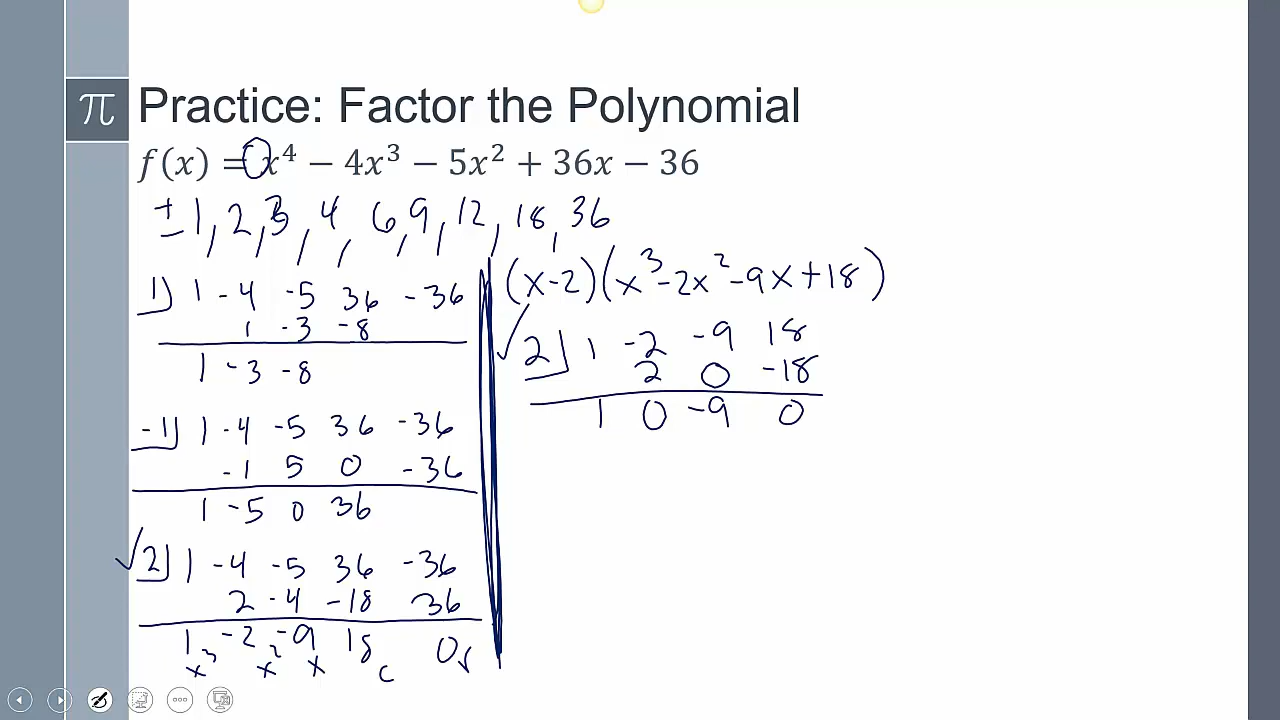 π Practice: Factor the Polynomial
f(x) = x⁴ − 4x³ − 5x² + 36x − 36
± 1, 2, 3, 4, 6, 9, 12, 18, 36
1) 1 -4 -5 36 -36
1 -3 -8
1 -3 -8
-1) 1 -4 -5 36 -36
-1 5 0 -36
1 -5 0 36
√ 2) 1 -4 -5 36 -36
2 -4 -18 36
1 -2 -9 18 0 r
x³ x² x c
(x-2)(x³-2x²-9x+18)
√ 2) 1 -2 -9 18
2 0 -18
1 0 -9 0